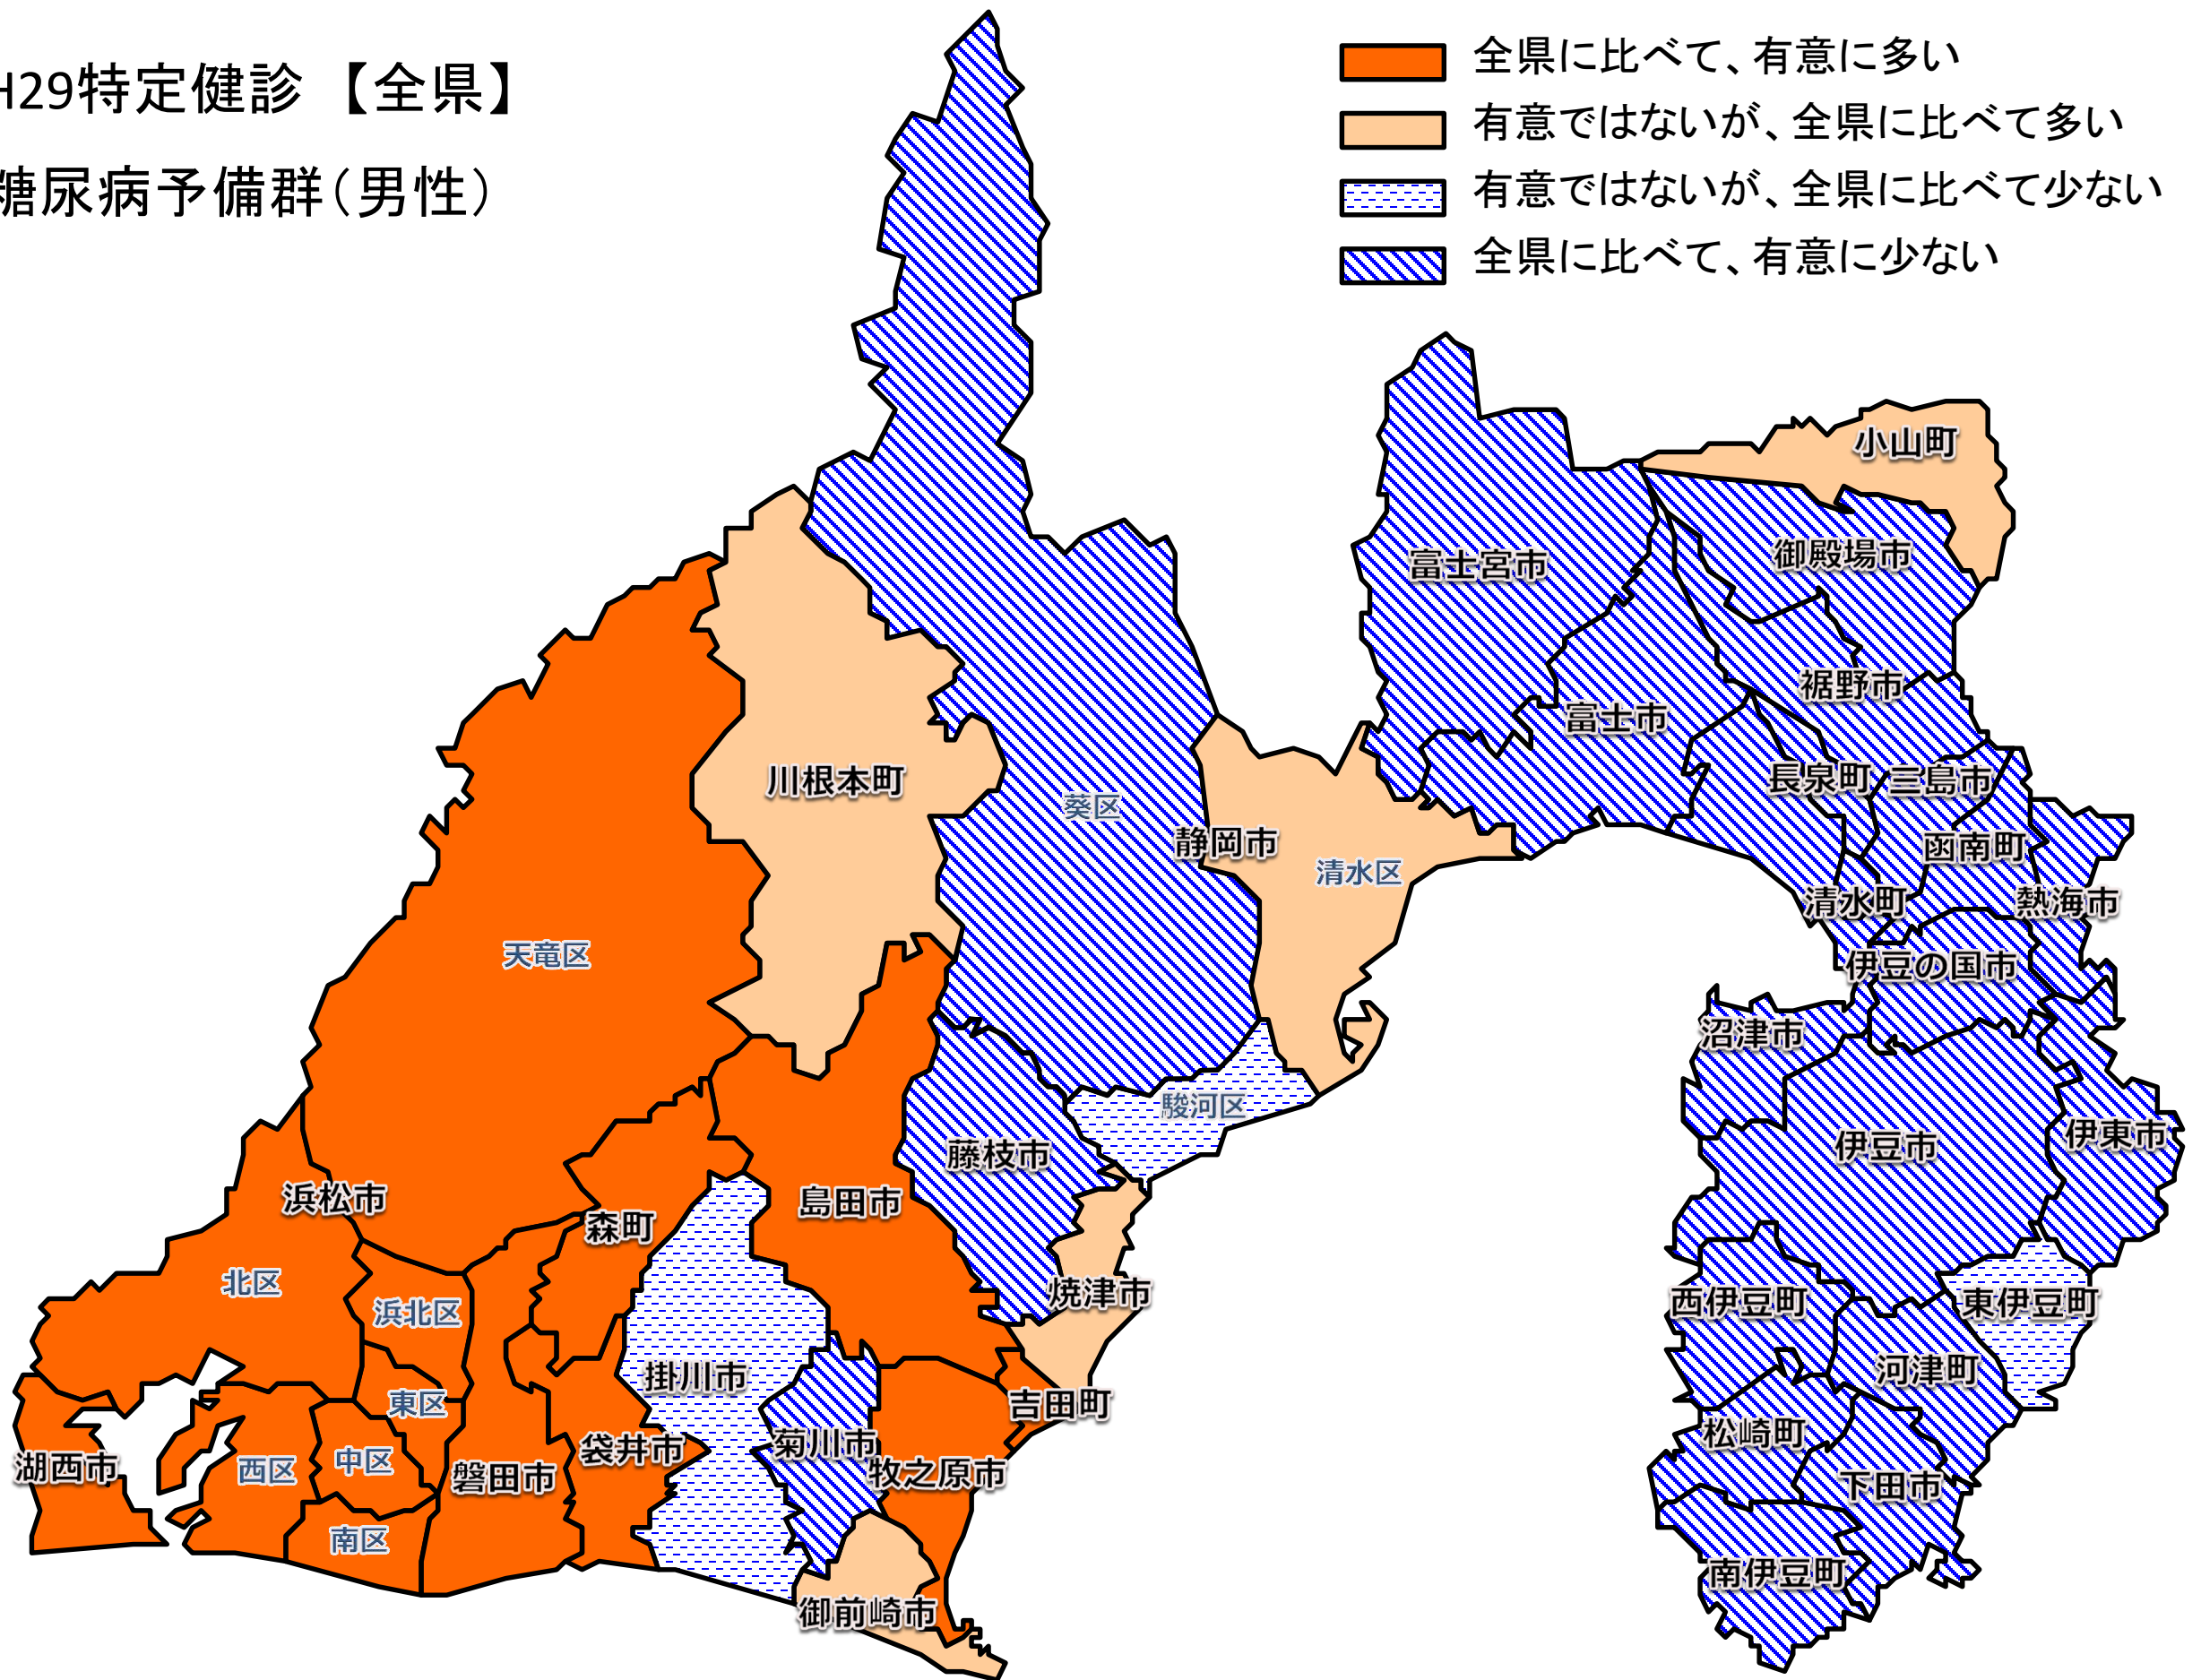 H29特定健診 【全県】
糖尿病予備群（男性）
全県に比べて、有意に多い
有意ではないが、全県に比べて多い
有意ではないが、全県に比べて少ない
全県に比べて、有意に少ない
小山町
御殿場市
富士宮市
裾野市
富士市
川根本町
長泉町
三島市
葵区
静岡市
函南町
清水区
清水町
熱海市
天竜区
伊豆の国市
沼津市
駿河区
伊東市
伊豆市
藤枝市
浜松市
島田市
森町
北区
焼津市
西伊豆町
東伊豆町
浜北区
河津町
掛川市
東区
吉田町
松崎町
菊川市
袋井市
中区
湖西市
西区
磐田市
牧之原市
下田市
南区
南伊豆町
御前崎市